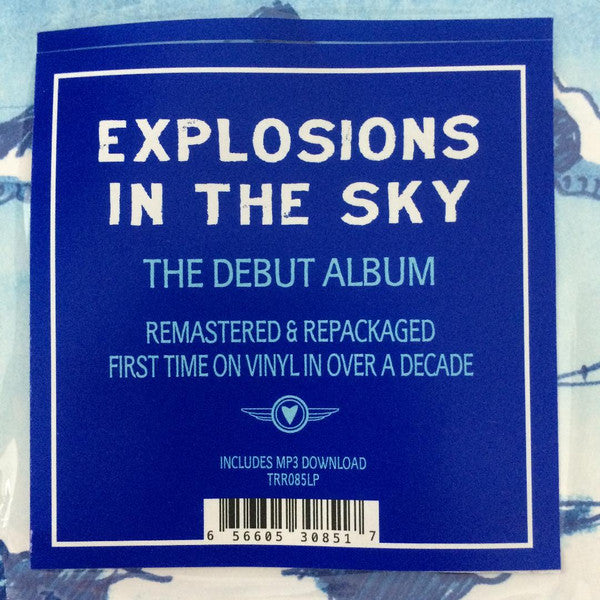 EXPLOSIONS
IN THE SKY
THE DEBUT ALBUM
REMASTERED & REPACKAGED
FIRST TIME ON VINYL IN OVER A DECADE
INCLUDES MP3 DOWNLOAD
TRR085LP
6 56605 30851 7